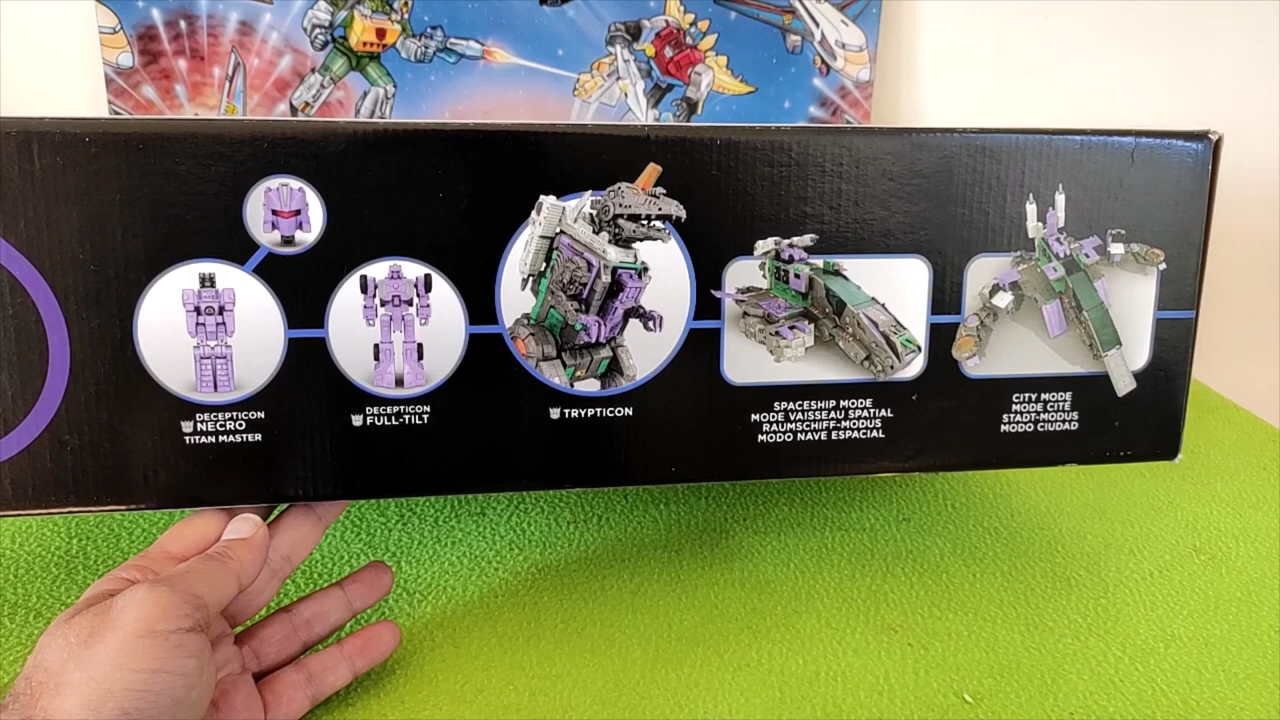 DECEPTICON
NECRO
TITAN MASTER
DECEPTICON
FULL-TILT
TRYPTICON
SPACESHIP MODE
MODE VAISSEAU SPATIAL
RAUMSCHIFF-MODUS
MODO NAVE ESPACIAL
CITY MODE
MODE CITÉ
STADT-MODUS
MODO CIUDAD